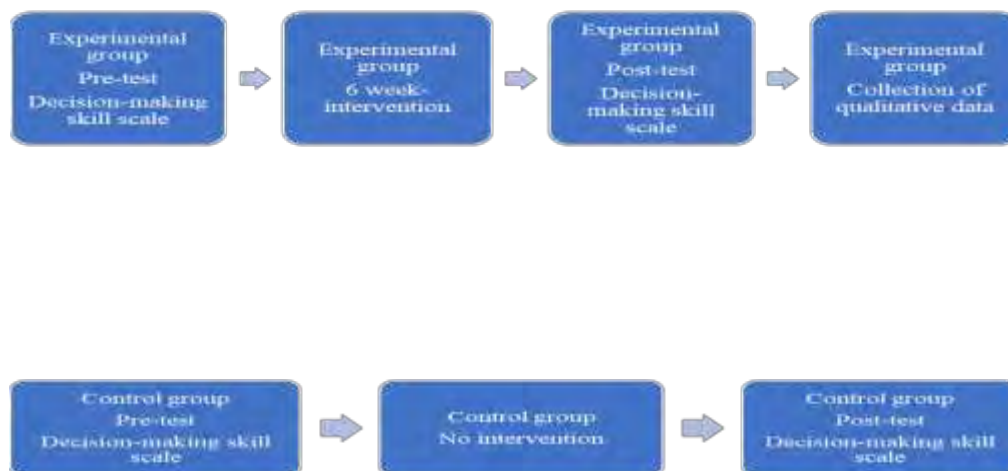 Experimental
group
Pre-test
Decision-making
skill scale
Experimental
group
6 week-
intervention
Experimental
group
Post-test
Decision-
making skill
scale
Experimental
group
Collection of
qualitative data
Control group
Pre-test
Decision-making skill
scale
Control group
No intervention
Control group
Post-test
Decision-making skill
scale